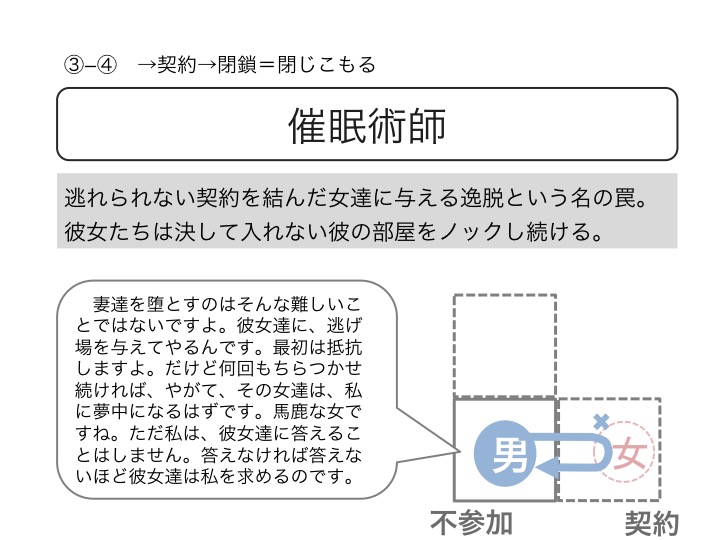 ③–④　→契約→閉鎖＝閉じこもる
催眠術師
逃れられない契約を結んだ女達に与える逸脱という名の罠。
彼女たちは決して入れない彼の部屋をノックし続ける。
　妻達を堕とすのはそんな難しいこ
とではないですよ。彼女達に、逃げ
場を与えてやるんです。最初は抵抗
しますよ。だけど何回もちらつかせ
続ければ、やがて、その女達は、私
に夢中になるはずです。馬鹿な女で
すね。ただ私は、彼女達に答えるこ
とはしません。答えなければ答えな
いほど彼女達は私を求めるのです。
男
女
不参加
契約